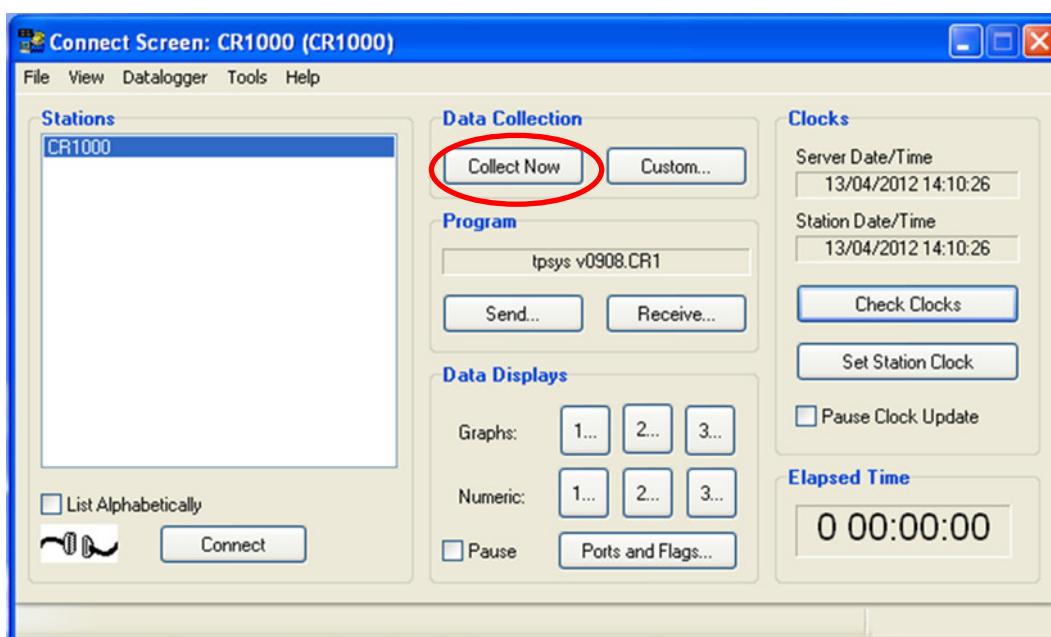 Connect Screen: CR1000 (CR1000)
File View Datalogger Tools Help
Stations
CR1000
List Alphabetically
Connect
Data Collection
Collect Now Custom...
Program
tpsys v0908.CR1
Send... Receive...
Data Displays
Graphs: 1... 2... 3...
Numeric: 1... 2... 3...
Pause Ports and Flags...
Clocks
Server Date/Time
13/04/2012 14:10:26
Station Date/Time
13/04/2012 14:10:26
Check Clocks
Set Station Clock
Pause Clock Update
Elapsed Time
0 00:00:00